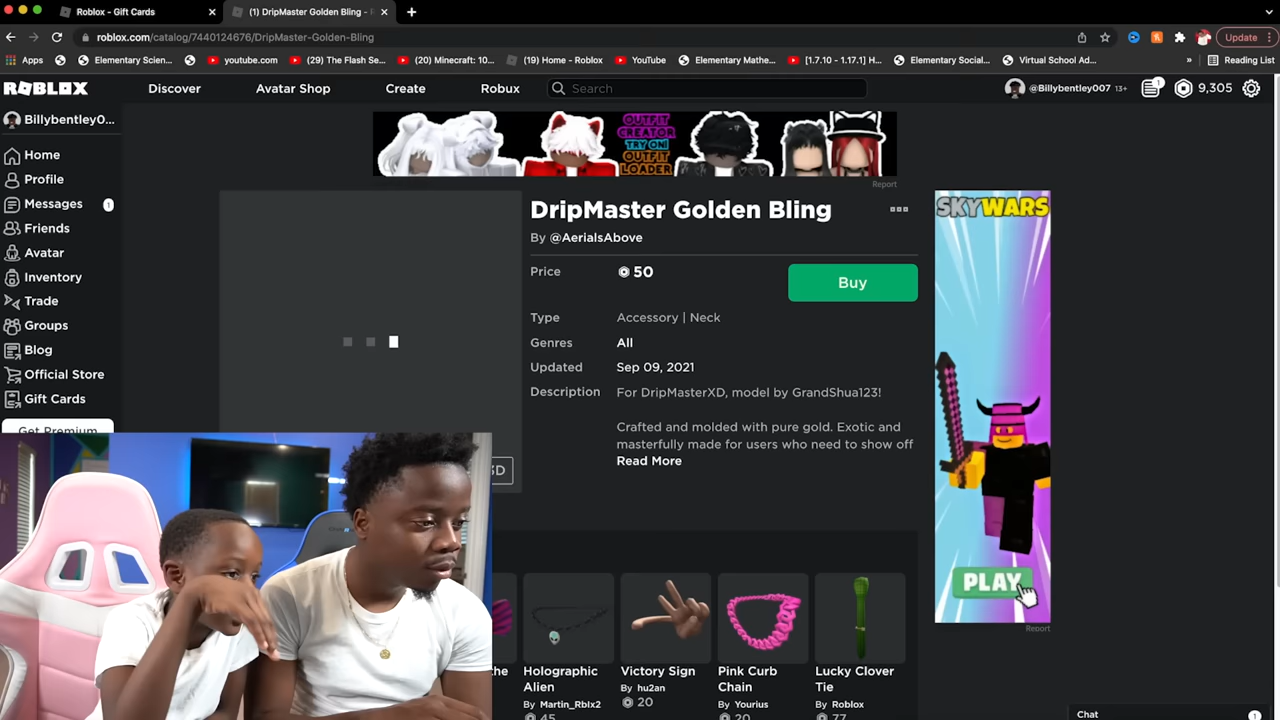 Roblox - Gift Cards
(1) DripMaster Golden Bling -
roblox.com/catalog/7440124676/DripMaster-Golden-Bling
Update
Apps
Elementary Scien...
youtube.com
(29) The Flash Se...
(20) Minecraft: 10...
(19) Home - Roblox
YouTube
Elementary Mathe...
[1.7.10 - 1.17.1] H...
Elementary Social...
Virtual School Ad...
»
Reading List
ROBLOX
Discover
Avatar Shop
Create
Robux
Search
@Billybentley007 13+
1
9,305
Billybentley0...
Home
Profile
Messages
1
Friends
Avatar
Inventory
Trade
Groups
Blog
Official Store
Gift Cards
Get Premium
OUTFIT
CREATOR
TRY ON!
OUTFIT
LOADER
Report
DripMaster Golden Bling
By @AerialsAbove
Price
50
Buy
Type
Accessory | Neck
Genres
All
Updated
Sep 09, 2021
Description
For DripMasterXD, model by GrandShua123!
Crafted and molded with pure gold. Exotic and
masterfully made for users who need to show off
Read More
3D
SKYWARS
PLAY
Report
the
Holographic
Alien
By Martin_Rblx2
45
Victory Sign
By hu2an
20
Pink Curb
Chain
By Yourius
20
Lucky Clover
Tie
By Roblox
77
Chat
1